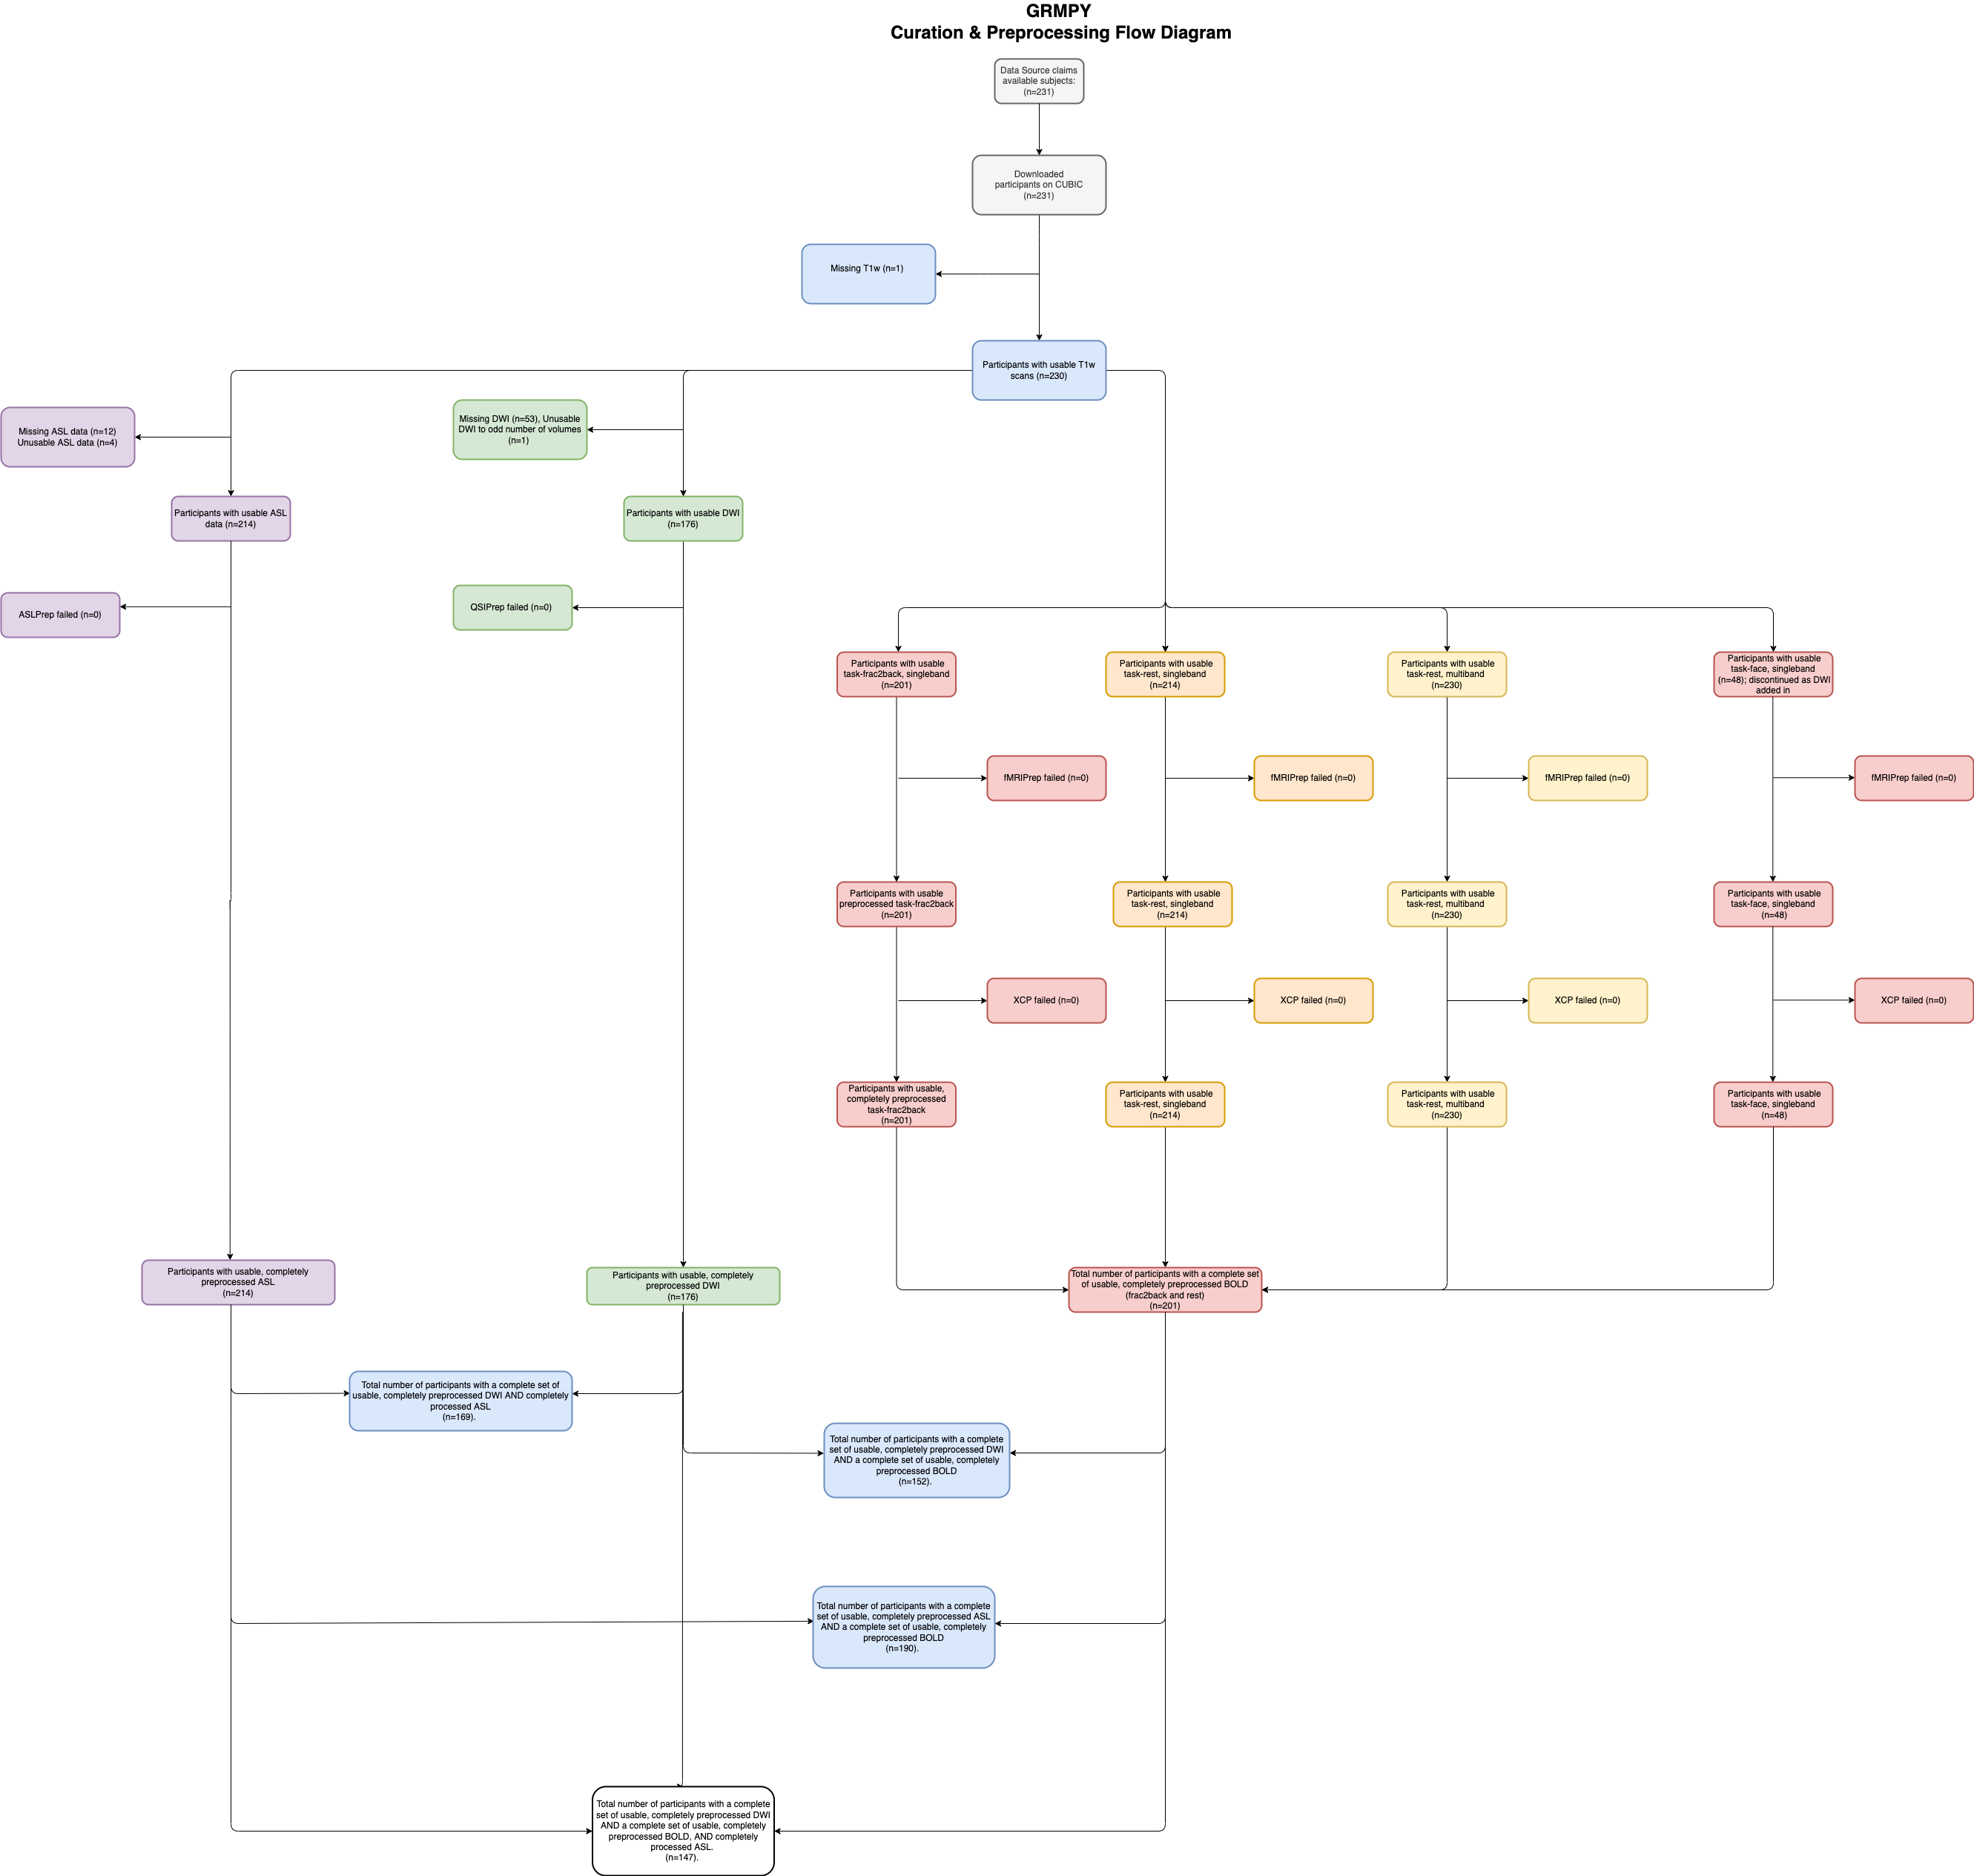 GRMPY
Curation & Preprocessing Flow Diagram
Data Source claims
available subjects:
(n=231)
Downloaded
participants on CUBIC
(n=231)
Missing T1w (n=1)
Participants with usable T1w
scans (n=230)
Missing ASL data (n=12)
Unusable ASL data (n=4)
Missing DWI (n=53), Unusable
DWI to odd number of volumes
(n=1)
Participants with usable ASL
data (n=214)
Participants with usable DWI
(n=176)
ASLPrep failed (n=0)
QSIPrep failed (n=0)
Participants with usable
task-frac2back, singleband
(n=201)
Participants with usable
task-rest, singleband
(n=214)
Participants with usable
task-rest, multiband
(n=230)
Participants with usable
task-face, singleband
(n=48); discontinued as DWI
added in
fMRIPrep failed (n=0)
fMRIPrep failed (n=0)
fMRIPrep failed (n=0)
fMRIPrep failed (n=0)
Participants with usable
preprocessed task-frac2back
(n=201)
Participants with usable
task-rest, singleband
(n=214)
Participants with usable
task-rest, multiband
(n=230)
Participants with usable
task-face, singleband
(n=48)
XCP failed (n=0)
XCP failed (n=0)
XCP failed (n=0)
XCP failed (n=0)
Participants with usable,
completely preprocessed
task-frac2back
(n=201)
Participants with usable
task-rest, singleband
(n=214)
Participants with usable
task-rest, multiband
(n=230)
Participants with usable
task-face, singleband
(n=48)
Participants with usable, completely
preprocessed ASL
(n=214)
Participants with usable, completely
preprocessed DWI
(n=176)
Total number of participants with a complete set
of usable, completely preprocessed BOLD
(frac2back and rest)
(n=201)
Total number of participants with a complete set of
usable, completely preprocessed DWI AND completely
processed ASL
(n=169).
Total number of participants with a complete
set of usable, completely preprocessed DWI
AND a complete set of usable, completely
preprocessed BOLD
(n=152).
Total number of participants with a complete
set of usable, completely preprocessed ASL
AND a complete set of usable, completely
preprocessed BOLD
(n=190).
Total number of participants with a complete
set of usable, completely preprocessed DWI
AND a complete set of usable, completely
preprocessed BOLD, AND completely
processed ASL.
(n=147).